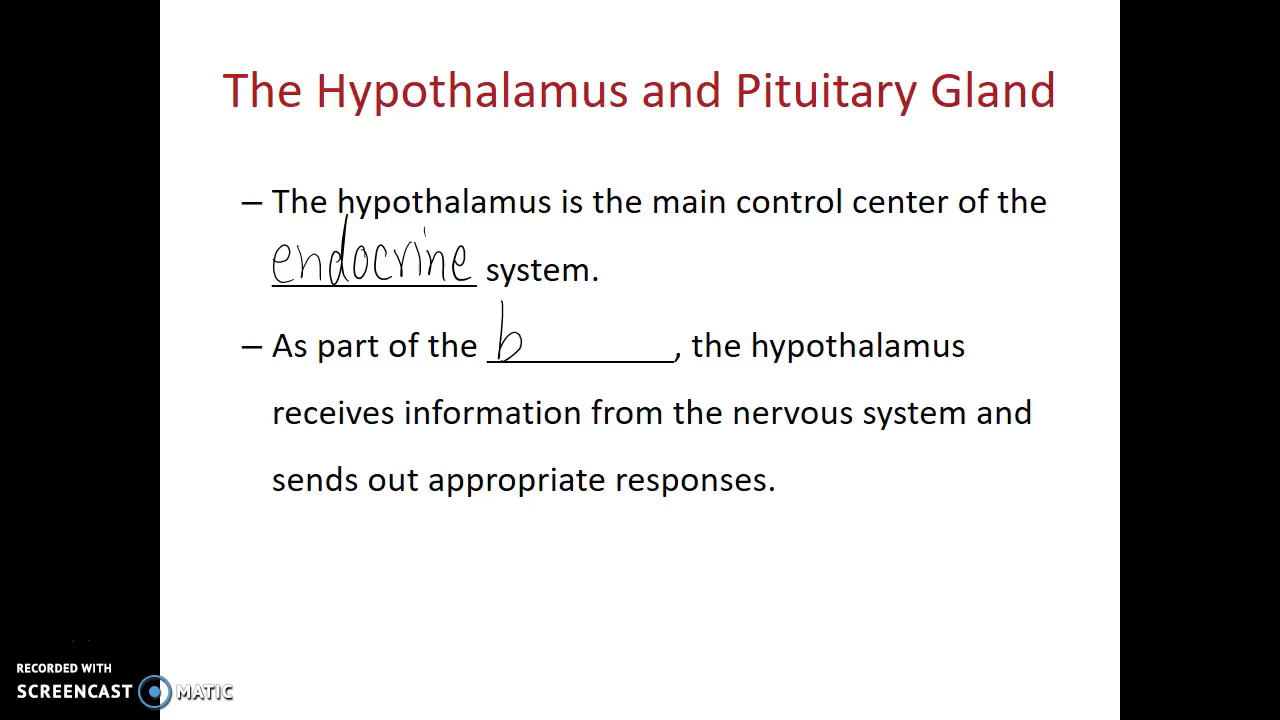 The Hypothalamus and Pituitary Gland
– The hypothalamus is the main control center of the
endocrine system.
– As part of the b________, the hypothalamus
receives information from the nervous system and
sends out appropriate responses.
RECORDED WITH
SCREENCAST MATIC